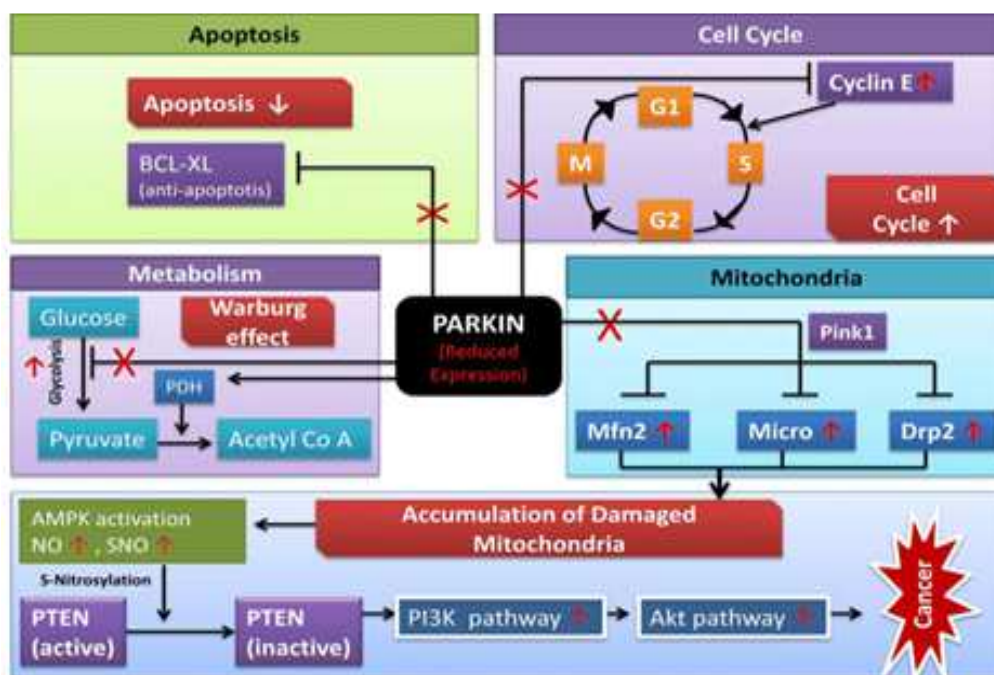 Apoptosis
Apoptosis ↓
BCL-XL
(anti-apoptotis)
Cell Cycle
Cyclin E ↑
G1
M
S
G2
Cell
Cycle ↑
Metabolism
Glucose
Warburg
effect
↑
Glycolysis
PDH
Pyruvate
Acetyl Co A
PARKIN
(Reduced
Expression)
Mitochondria
Pink1
Mfn2 ↑
Micro ↑
Drp2 ↑
Accumulation of Damaged
Mitochondria
AMPK activation
NO ↑ , SNO ↑
S-Nitrosylation
PTEN
(active)
PTEN
(inactive)
PI3K pathway ↑
Akt pathway ↑
Cancer